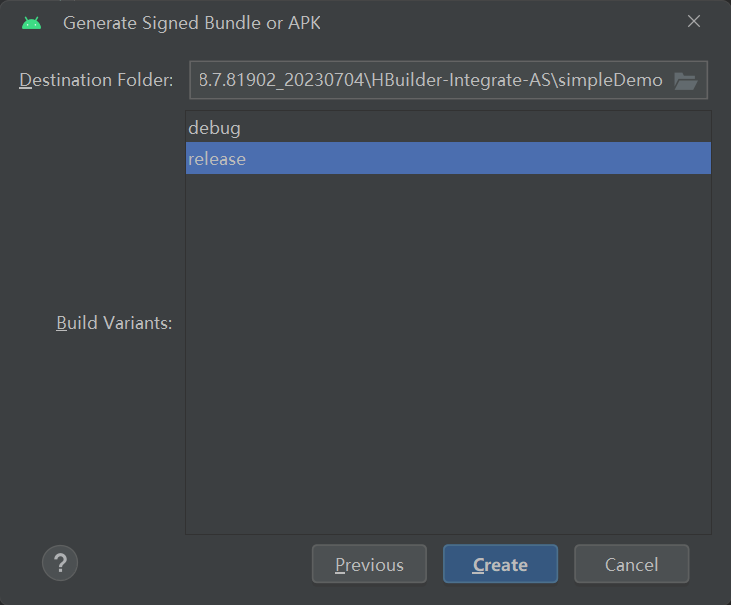 Generate Signed Bundle or APK
Destination Folder: 8.7.81902_20230704\HBuilder-Integrate-AS\simpleDemo
debug
release
Build Variants:
? Previous Create Cancel